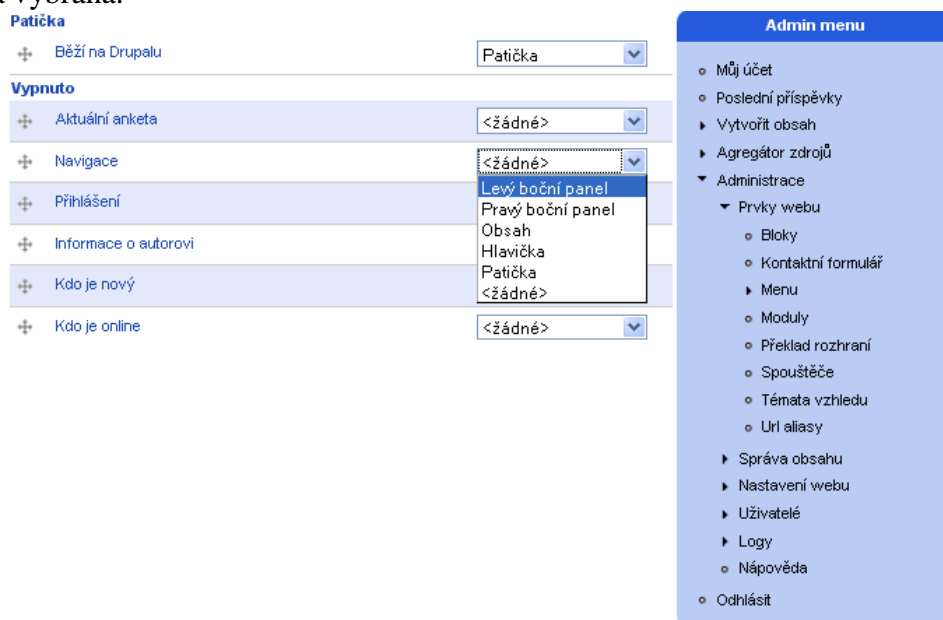 vybrána.
Patička
Běží na Drupalu Patička
Vypnuto
Aktuální anketa <žádné>
Navigace <žádné>
Levý boční panel
Přihlášení
Pravý boční panel
Obsah
Informace o autorovi
Hlavička
Patička
Kdo je nový
<žádné>
Kdo je online <žádné>
Admin menu
Můj účet
Poslední příspěvky
Vytvořit obsah
Agregátor zdrojů
Administrace
Prvky webu
Bloky
Kontaktní formulář
Menu
Moduly
Překlad rozhraní
Spouštěče
Témata vzhledu
Url aliasy
Správa obsahu
Nastavení webu
Uživatelé
Logy
Nápověda
Odhlásit